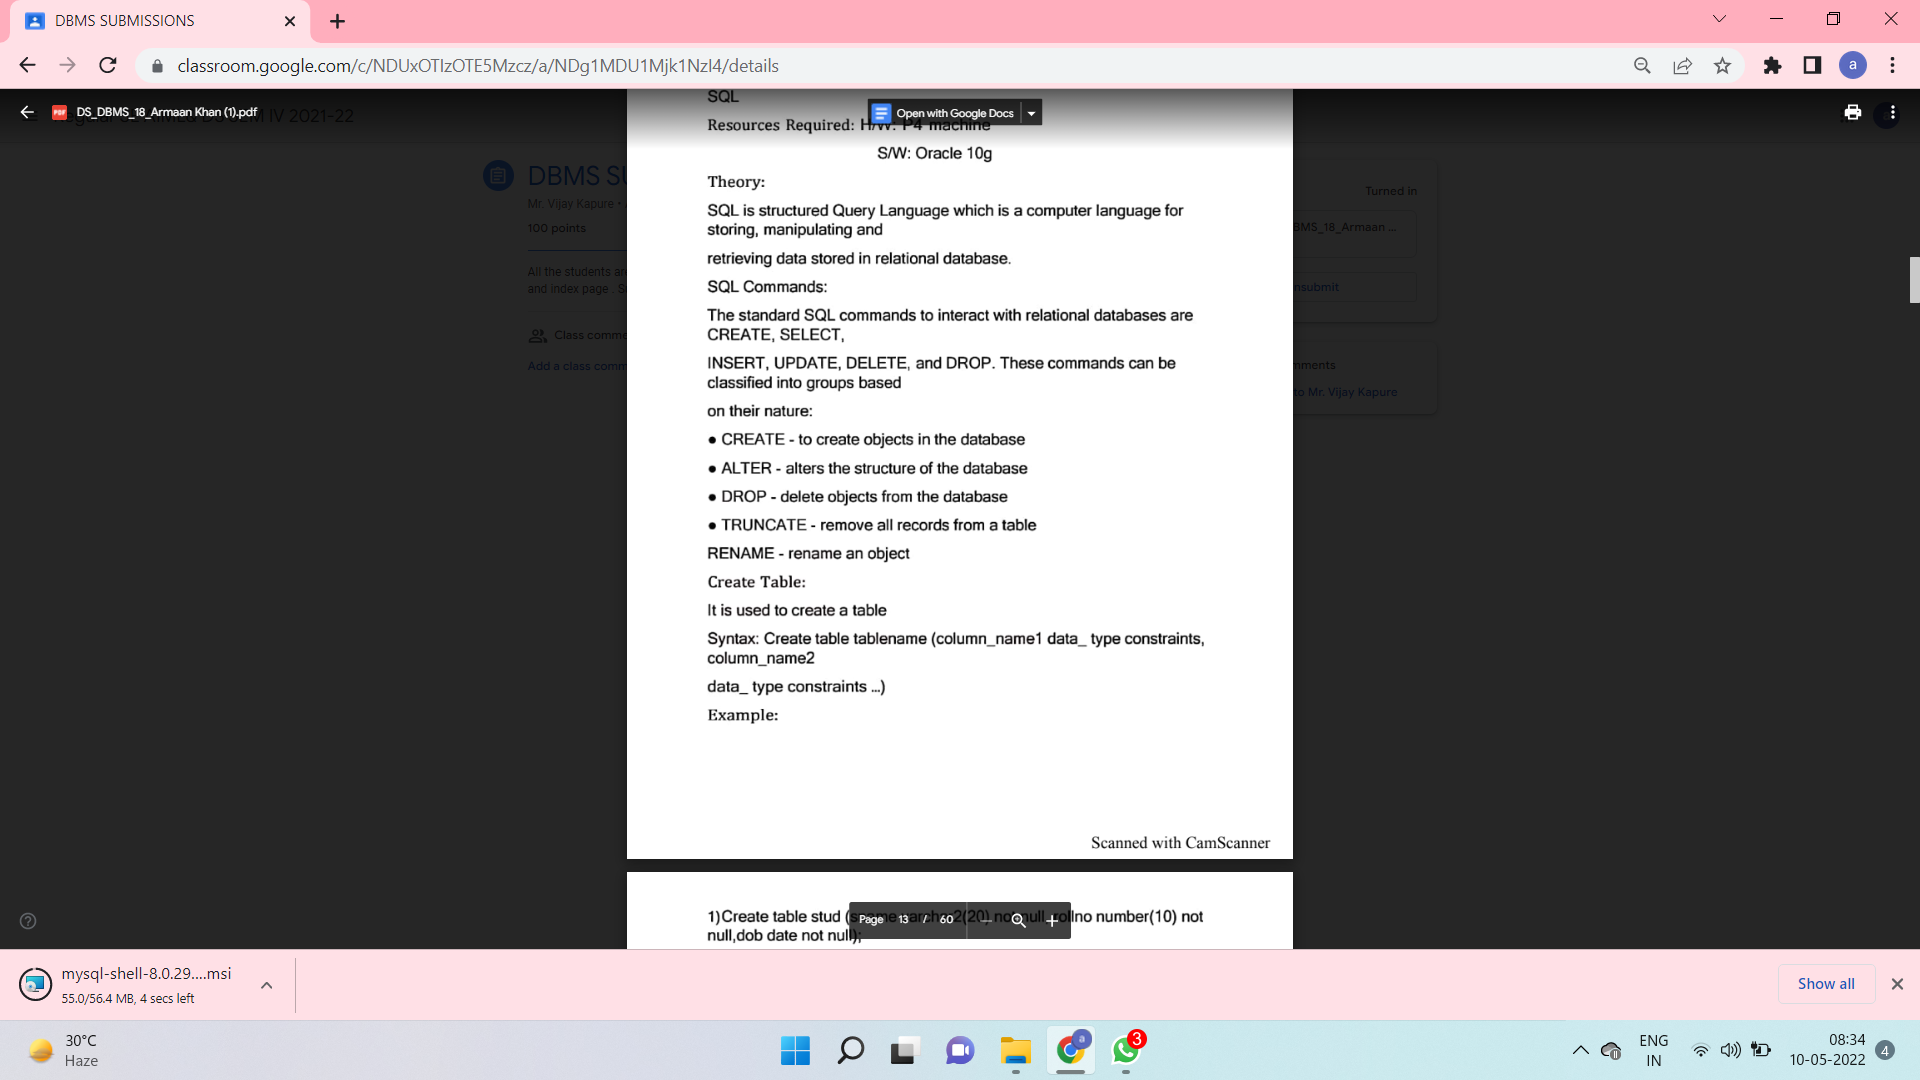 DBMS SUBMISSIONS
classroom.google.com/c/NDUxOTIzOTE5Mzcz/a/NDg1MDU1Mjk1NzI4/details
DS_DBMS_18_Armaan Khan (1).pdf
IV 2021-22
Open with Google Docs
SQL
Resources Required: H/W: P4 machine
S/W: Oracle 10g
Theory:
SQL is structured Query Language which is a computer language for
storing, manipulating and
retrieving data stored in relational database.
SQL Commands:
The standard SQL commands to interact with relational databases are
CREATE, SELECT,
INSERT, UPDATE, DELETE, and DROP. These commands can be
classified into groups based
on their nature:
● CREATE - to create objects in the database
● ALTER - alters the structure of the database
● DROP - delete objects from the database
● TRUNCATE - remove all records from a table
RENAME - rename an object
Create Table:
It is used to create a table
Syntax: Create table tablename (column_name1 data_ type constraints,
column_name2
data_ type constraints ...)
Example:
Scanned with CamScanner
1)Create table stud (sname varchar2(20) not null, rollno number(10) not
null,dob date not null);
Page 13 / 60
DBMS SU
Mr. Vijay Kapure •
100 points
All the students are
and index page . S
Class comme
Add a class comm
Turned in
BMS_18_Armaan ...
nsubmit
mments
to Mr. Vijay Kapure
mysql-shell-8.0.29....msi
55.0/56.4 MB, 4 secs left
Show all
30°C
Haze
a
3
ENG
IN
08:34
10-05-2022
4